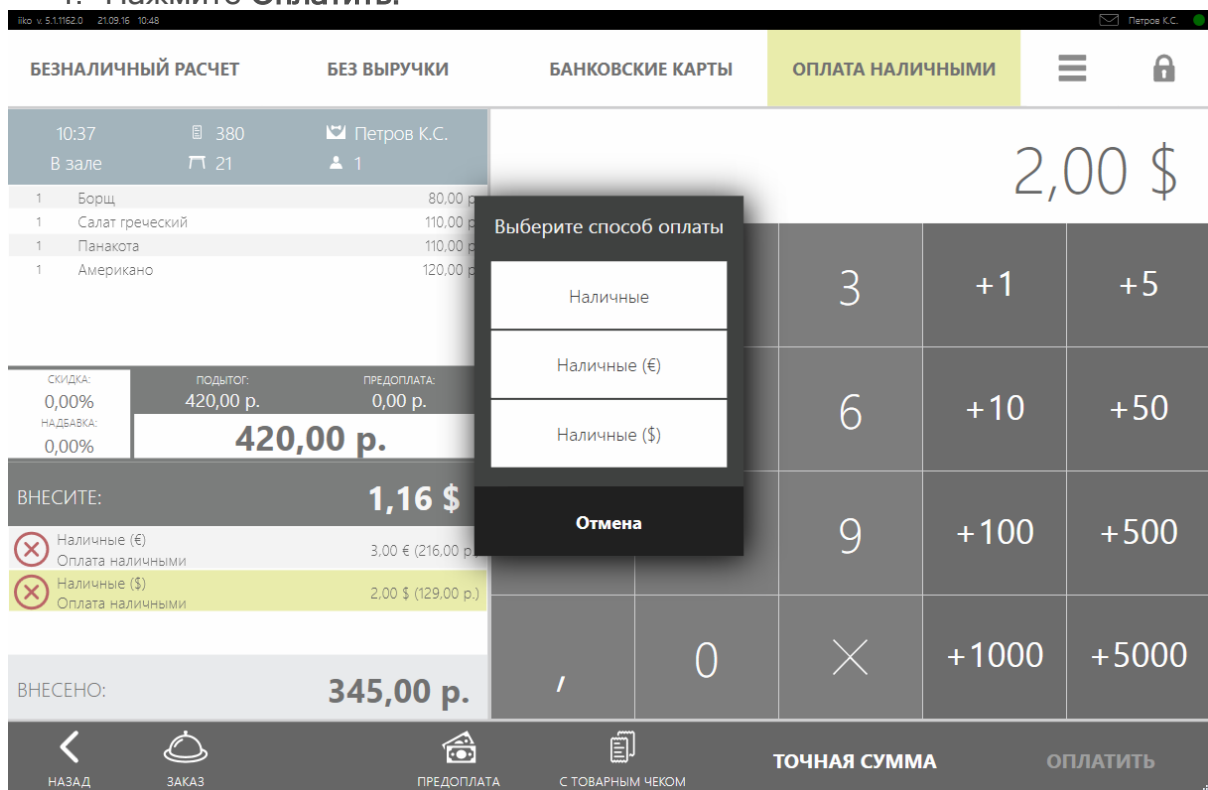 Нажмите Оплатить.
iiko v. 5.1.1162.0 21.09.16 10:48 Петров К.С.
БЕЗНАЛИЧНЫЙ РАСЧЕТ БЕЗ ВЫРУЧКИ БАНКОВСКИЕ КАРТЫ ОПЛАТА НАЛИЧНЫМИ
10:37 380 Петров К.С.
В зале 21 1
2,00 $
1 Борщ 80,00 р
1 Салат греческий 110,00 р
1 Панакота 110,00 р
1 Американо 120,00 р
Выберите способ оплаты
Наличные
Наличные (€)
Наличные ($)
Отмена
3 +1 +5
6 +10 +50
9 +100 +500
, 0 +1000 +5000
СКИДКА: ПОДЫТОГ: ПРЕДОПЛАТА:
0,00% 420,00 р. 0,00 р.
НАДБАВКА:
0,00% 420,00 р.
ВНЕСИТЕ: 1,16 $
Наличные (€)
Оплата наличными 3,00 € (216,00 р.
Наличные ($)
Оплата наличными 2,00 $ (129,00 р.)
ВНЕСЕНО: 345,00 р.
НАЗАД ЗАКАЗ ПРЕДОПЛАТА С ТОВАРНЫМ ЧЕКОМ ТОЧНАЯ СУММА ОПЛАТИТЬ